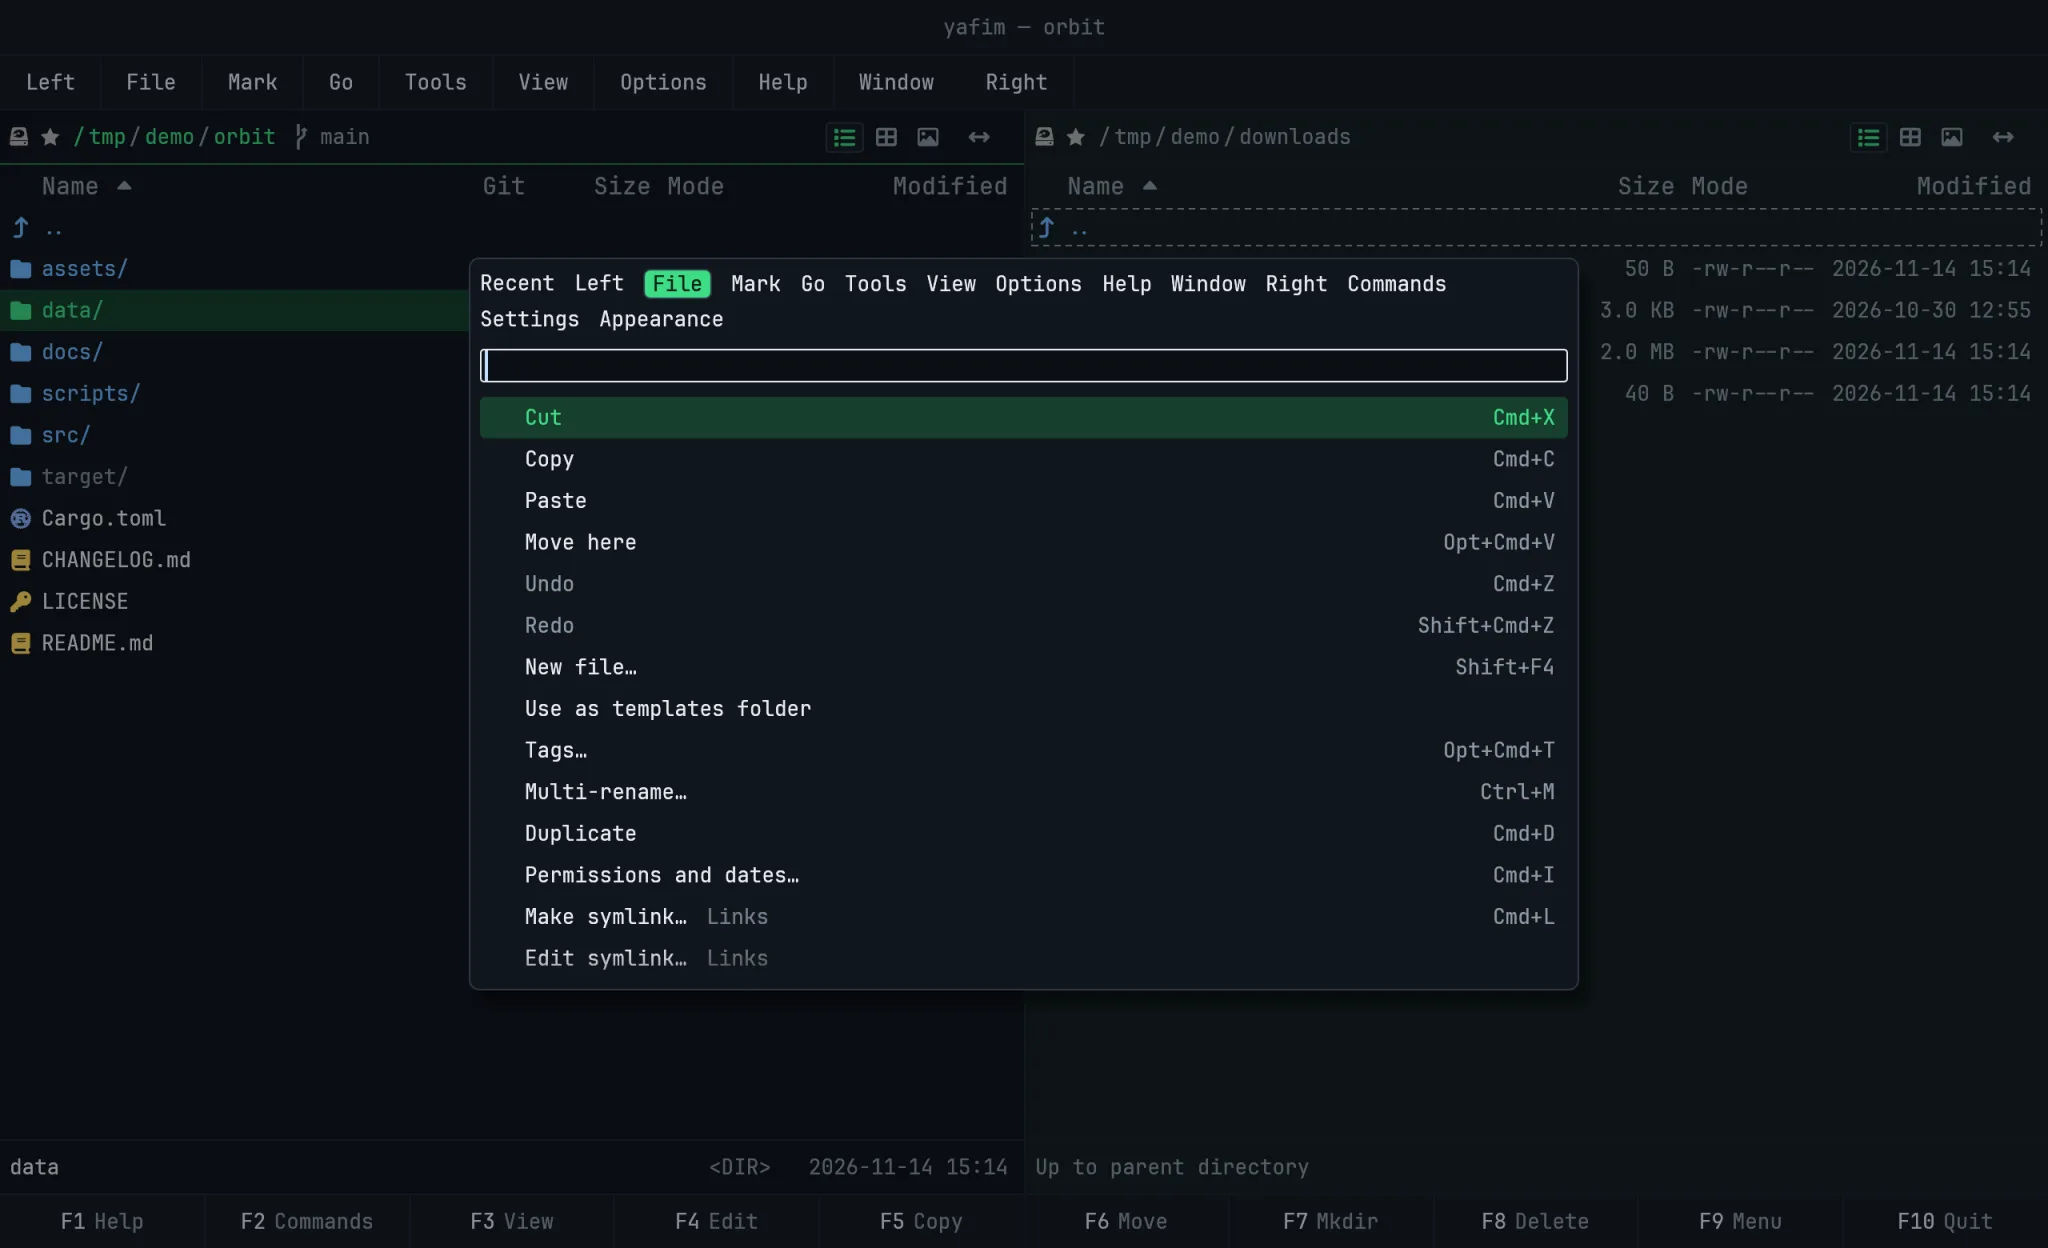 yafim — orbit
Left File Mark Go Tools View Options Help Window Right
/tmp/demo/orbit main
/tmp/demo/downloads
Name Git Size Mode Modified
Name Size Mode Modified
..
..
assets/
50 B -rw-r--r-- 2026-11-14 15:14
data/
3.0 KB -rw-r--r-- 2026-10-30 12:55
docs/
2.0 MB -rw-r--r-- 2026-11-14 15:14
scripts/
40 B -rw-r--r-- 2026-11-14 15:14
src/
target/
Cargo.toml
CHANGELOG.md
LICENSE
README.md
Recent Left File Mark Go Tools View Options Help Window Right Commands
Settings Appearance
Cut Cmd+X
Copy Cmd+C
Paste Cmd+V
Move here Opt+Cmd+V
Undo Cmd+Z
Redo Shift+Cmd+Z
New file… Shift+F4
Use as templates folder
Tags… Opt+Cmd+T
Multi-rename… Ctrl+M
Duplicate Cmd+D
Permissions and dates… Cmd+I
Make symlink… Links Cmd+L
Edit symlink… Links
data <DIR> 2026-11-14 15:14
Up to parent directory
F1 Help F2 Commands F3 View F4 Edit F5 Copy F6 Move F7 Mkdir F8 Delete F9 Menu F10 Quit